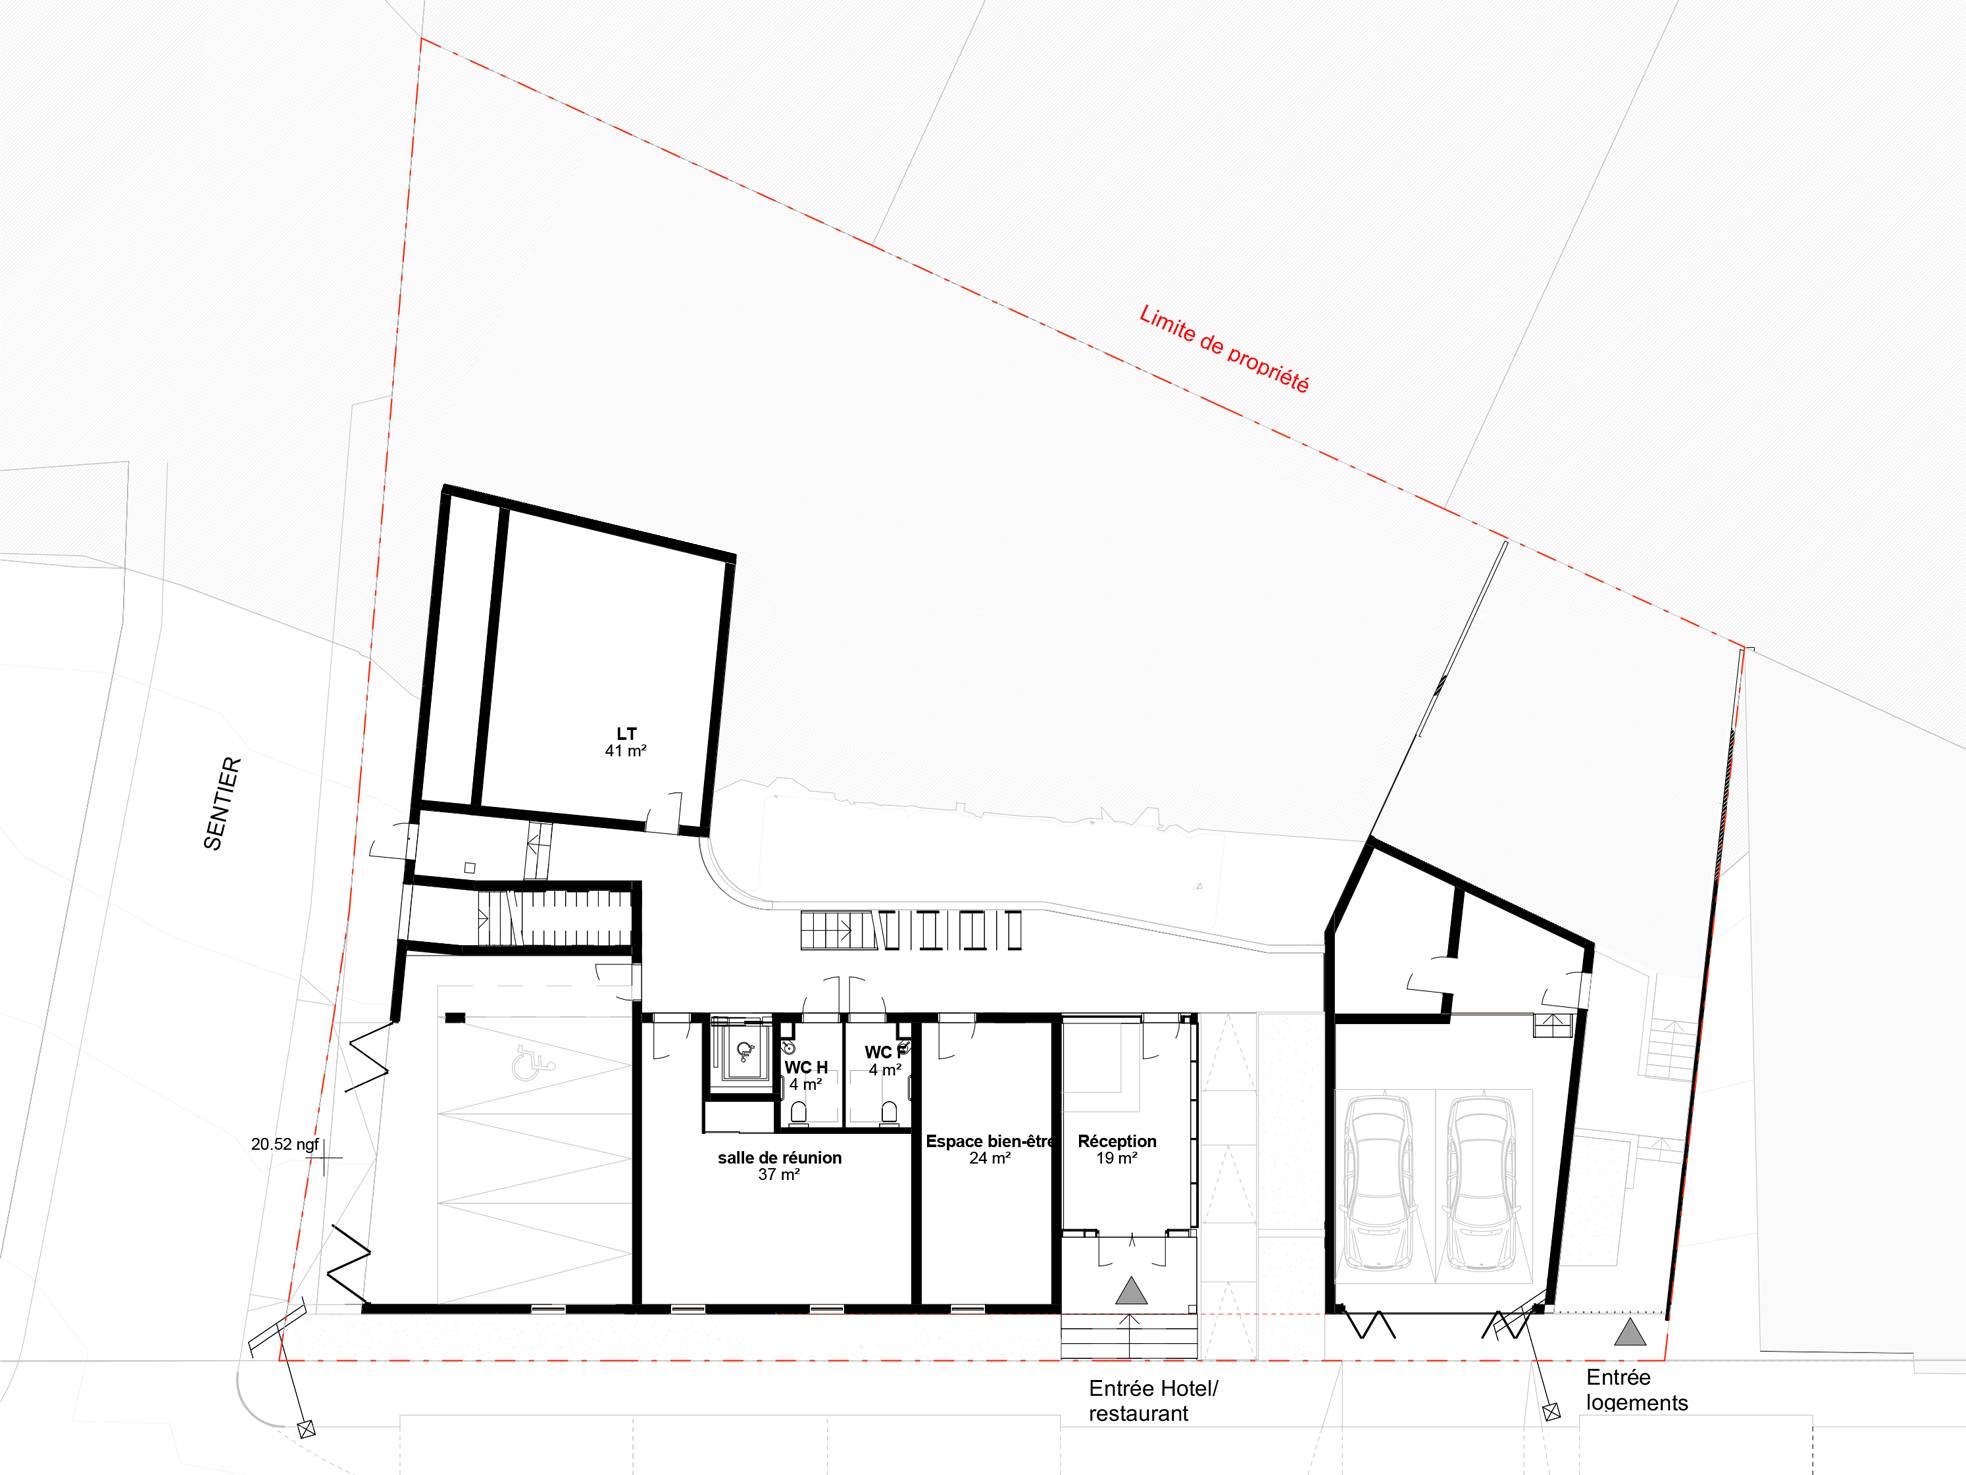 Limite de propriété
LT
41 m²
SENTIER
WC H
4 m²
WC F
4 m²
20.52 ngf
salle de réunion
37 m²
Espace bien-être
24 m²
Réception
19 m²
Entrée Hotel/
restaurant
Entrée
logements